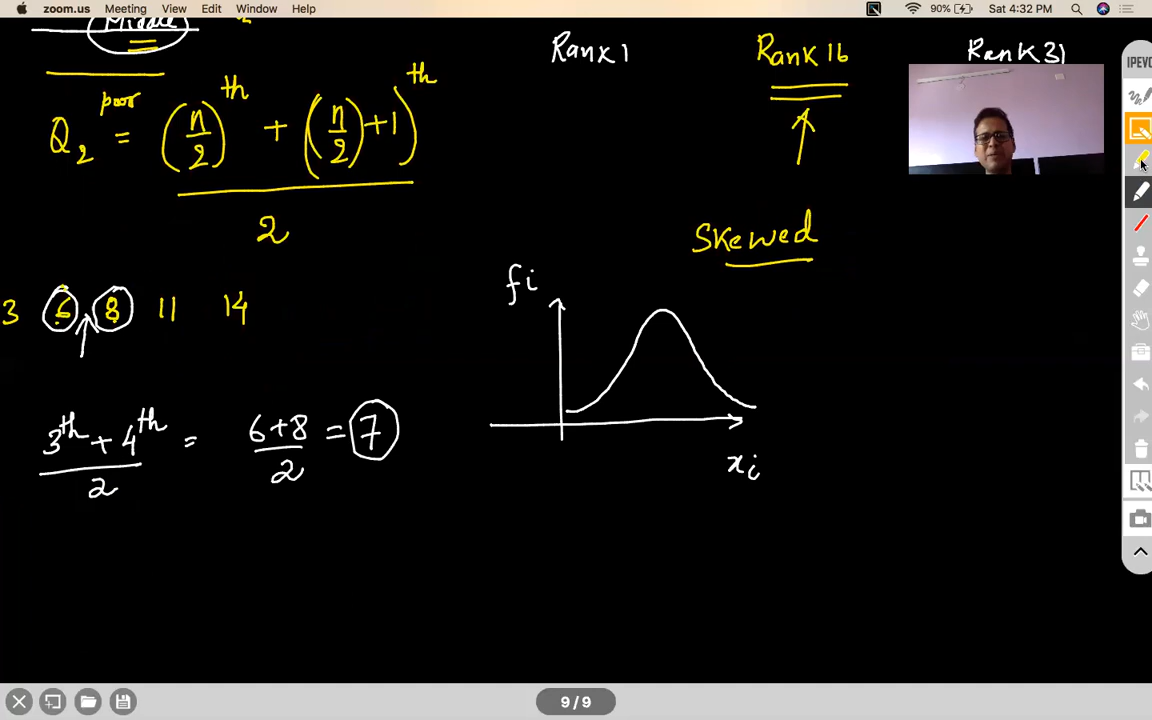 zoom.us Meeting View Edit Window Help 90% Sat 4:32 PM
Middle
Rank 1 Rank 16 Rank 31
IPEVO
Q₂ = (n/2)ᵗʰ + ((n/2)+1)ᵗʰ
2
Skewed
fi
3 6 8 11 14
3ᵗʰ + 4ᵗʰ = 6+8 = 7
2 2
xi
9 / 9